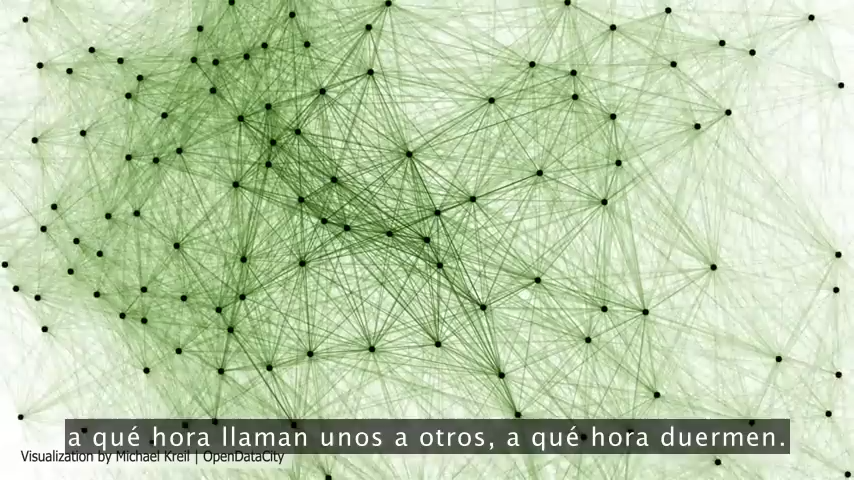 a qué hora llaman unos a otros, a qué hora duermen.
Visualization by Michael Kreil | OpenDataCity